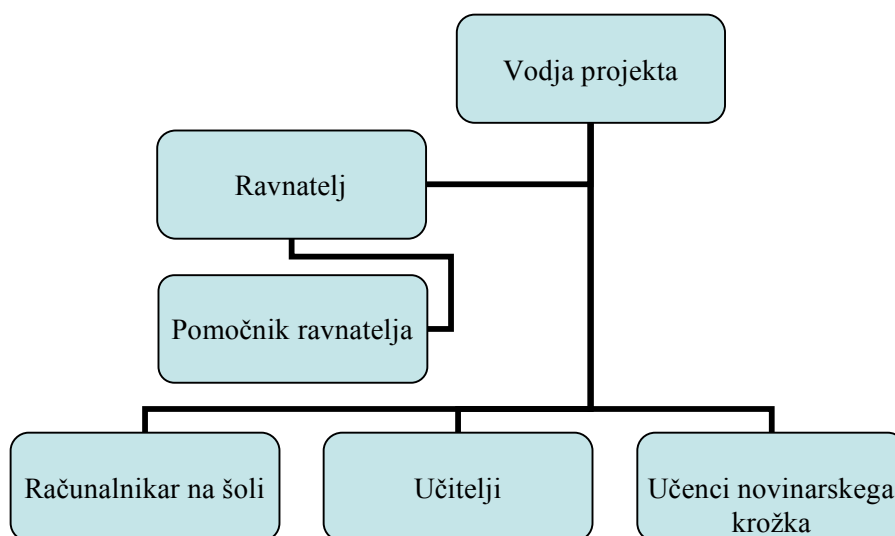 Vodja projekta
Ravnatelj
Pomočnik ravnatelja
Računalnikar na šoli
Učitelji
Učenci novinarskega
krožka